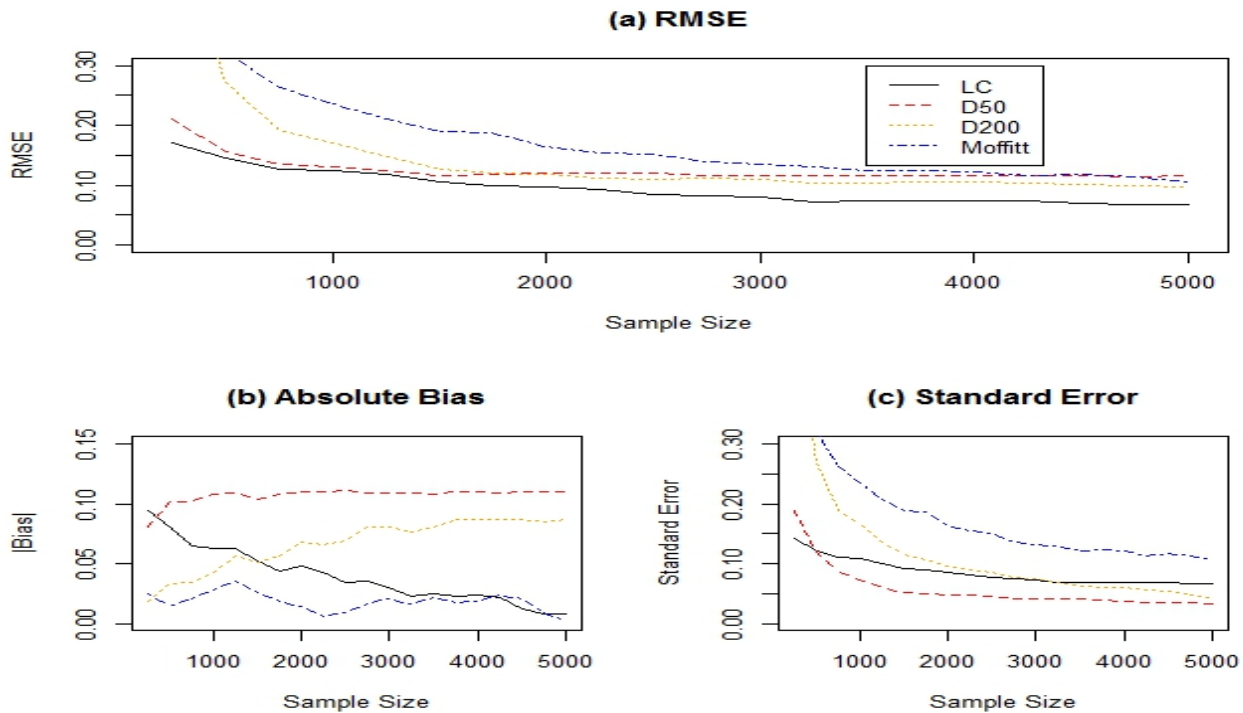 (a) RMSE
RMSE
0.00 0.10 0.20 0.30
LC
D50
D200
Moffitt
1000 2000 3000 4000 5000
Sample Size
(b) Absolute Bias
|Bias|
0.00 0.05 0.10 0.15
1000 2000 3000 4000 5000
Sample Size
(c) Standard Error
Standard Error
0.00 0.10 0.20 0.30
1000 2000 3000 4000 5000
Sample Size